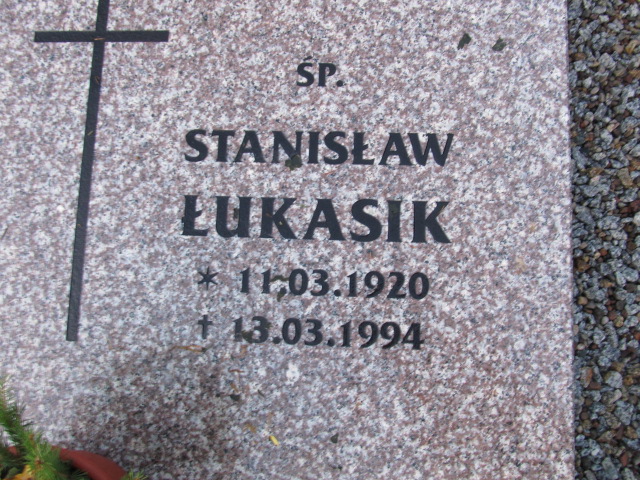 ŚP.
STANISŁAW
ŁUKASIK
* 11.03.1920
† 13.03.1994